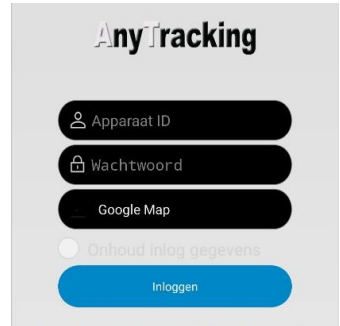 AnyTracking
Apparaat ID
Wachtwoord
Google Map
Onhoud inlog gegevens
Inloggen